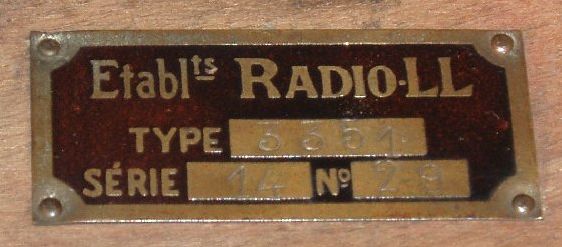 Etablts RADIO-LL
TYPE 3351
SÉRIE 14 No 29